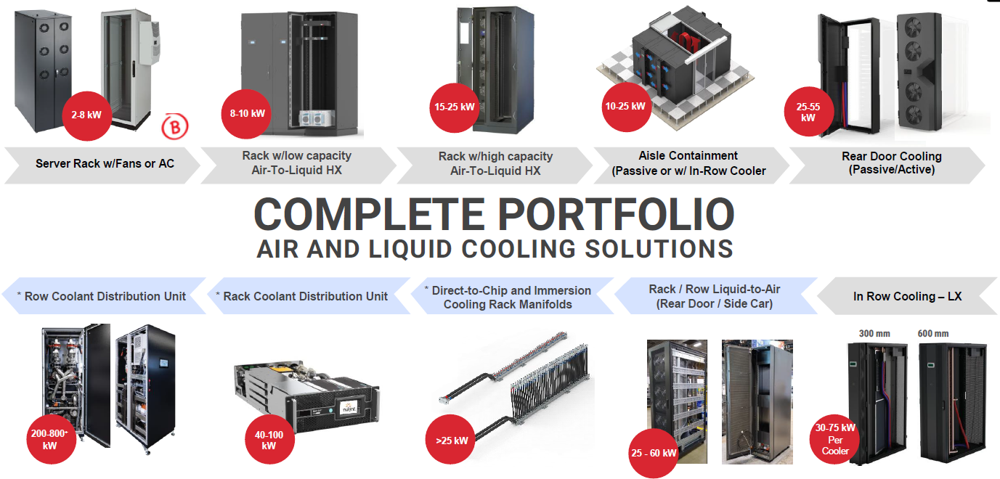 2-8 kW
B
8-10 kW
15-25 kW
10-25 kW
25-55
kW
Server Rack w/Fans or AC
Rack w/low capacity
Air-To-Liquid HX
Rack w/high capacity
Air-To-Liquid HX
Aisle Containment
(Passive or w/ In-Row Cooler
Rear Door Cooling
(Passive/Active)
COMPLETE PORTFOLIO
AIR AND LIQUID COOLING SOLUTIONS
* Row Coolant Distribution Unit
* Rack Coolant Distribution Unit
* Direct-to-Chip and Immersion
Cooling Rack Manifolds
Rack / Row Liquid-to-Air
(Rear Door / Side Car)
In Row Cooling – LX
300 mm
600 mm
200-800+
kW
40-100
kW
nVent
>25 kW
25 - 60 kW
30-75 kW
Per
Cooler